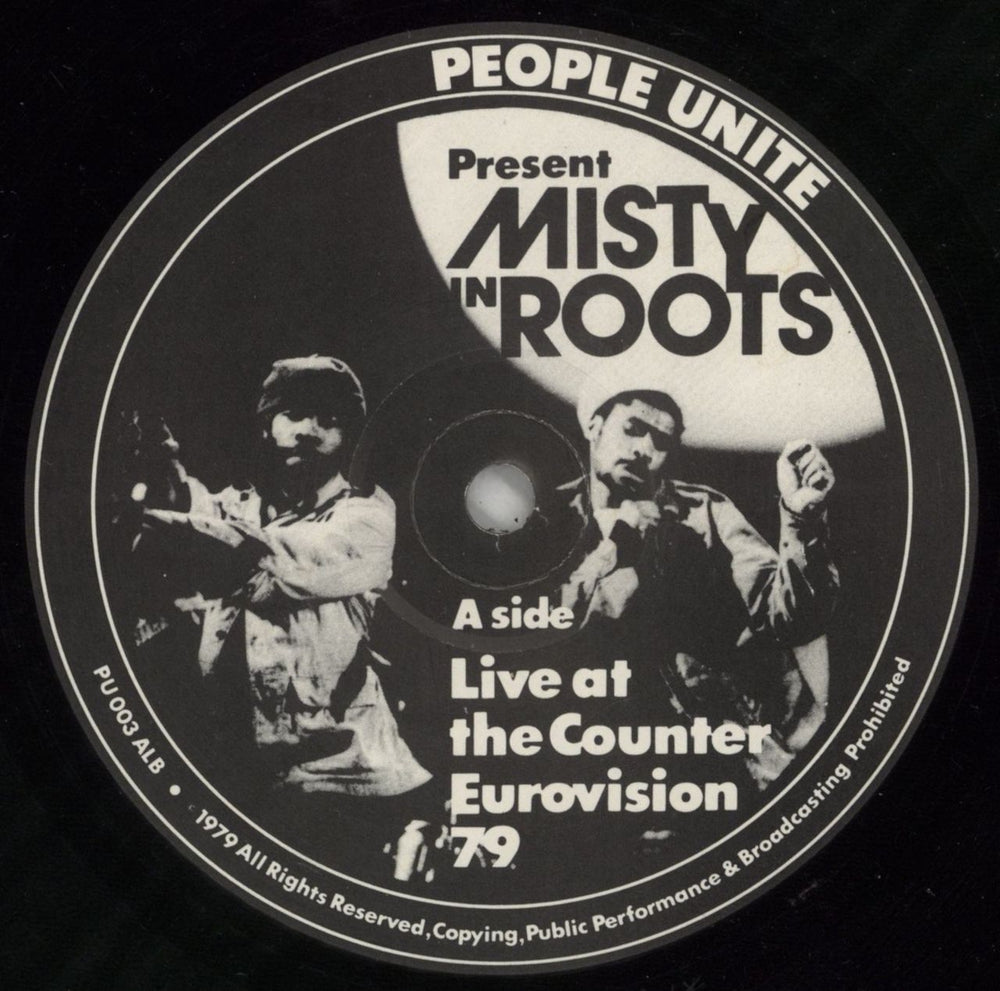 PEOPLE UNITE
Present
MISTY
IN ROOTS
A side
Live at
the Counter
Eurovision
79
PU 003 ALB • 1979 All Rights Reserved, Copying, Public Performance & Broadcasting Prohibited